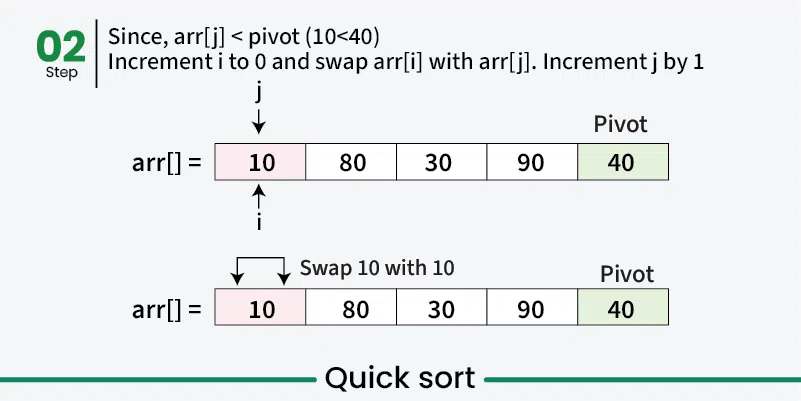 02
Step
Since, arr[j] < pivot (10<40)
Increment i to 0 and swap arr[i] with arr[j]. Increment j by 1
j
Pivot
arr[] = 10 80 30 90 40
i
Swap 10 with 10
Pivot
arr[] = 10 80 30 90 40
Quick sort